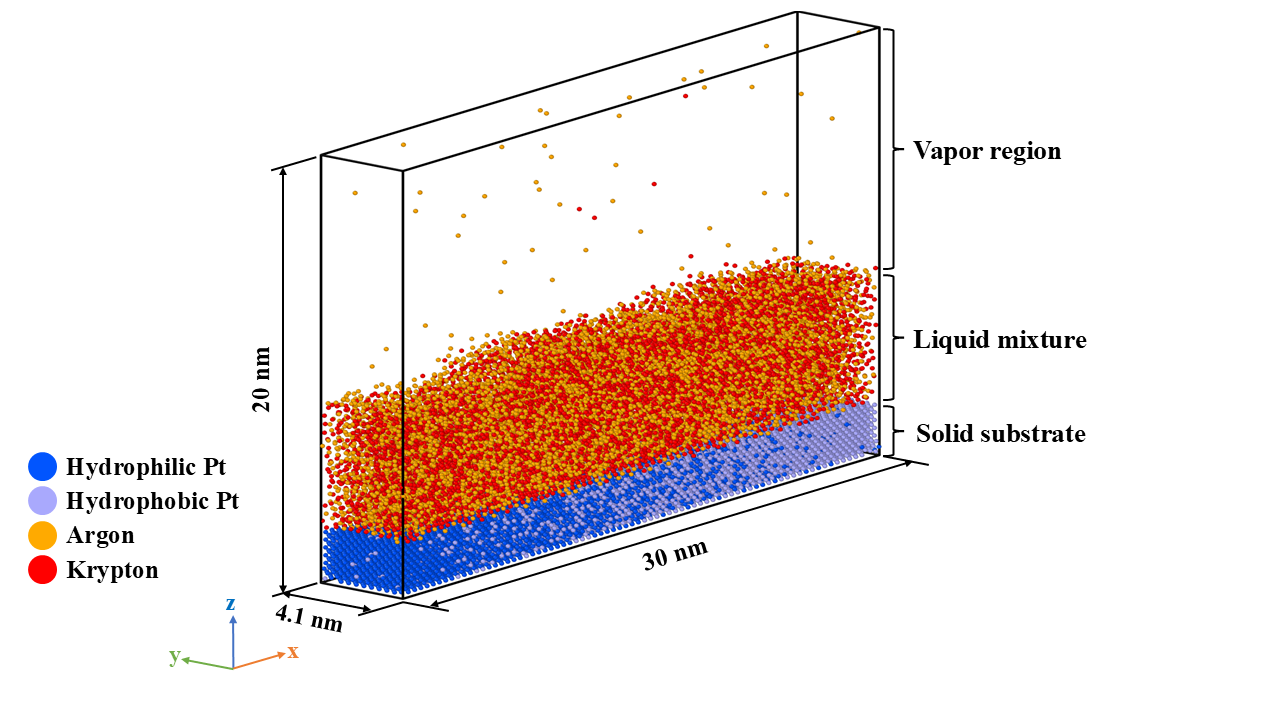 Vapor region
Liquid mixture
Solid substrate
20 nm
30 nm
4.1 nm
Hydrophilic Pt
Hydrophobic Pt
Argon
Krypton
z
y
x